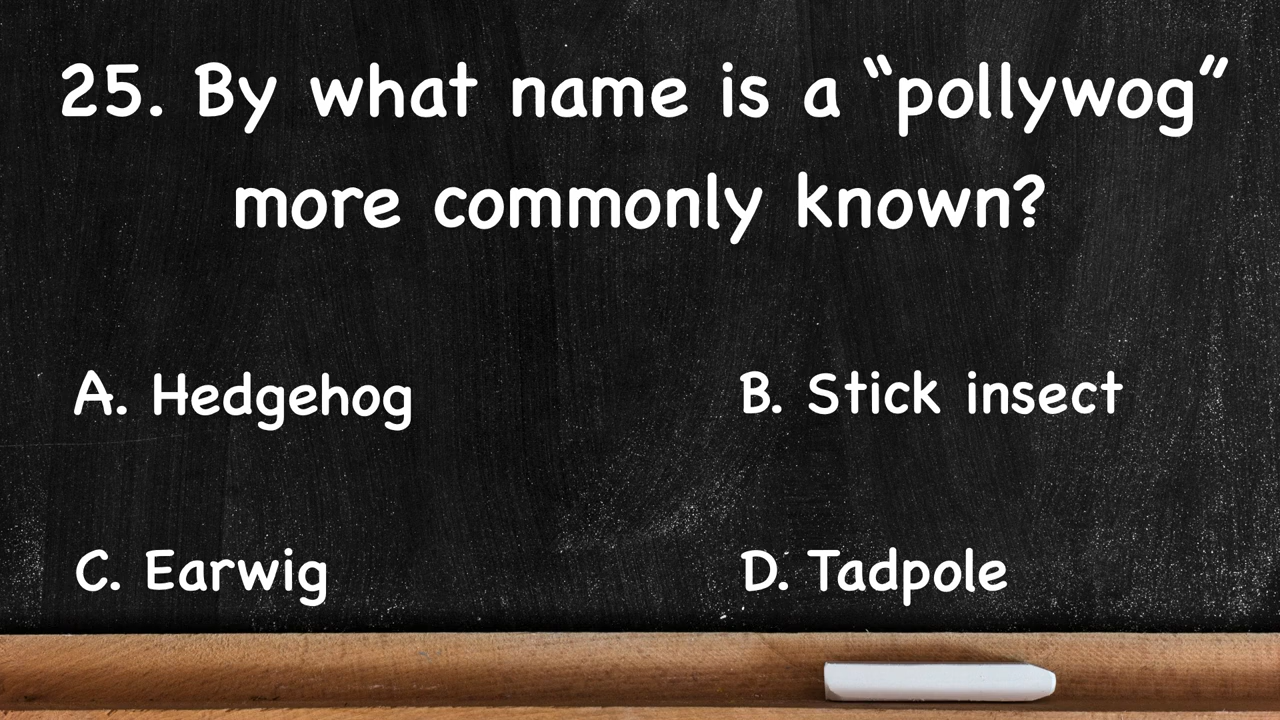 25. By what name is a “pollywog”
more commonly known?
A. Hedgehog
B. Stick insect
C. Earwig
D. Tadpole